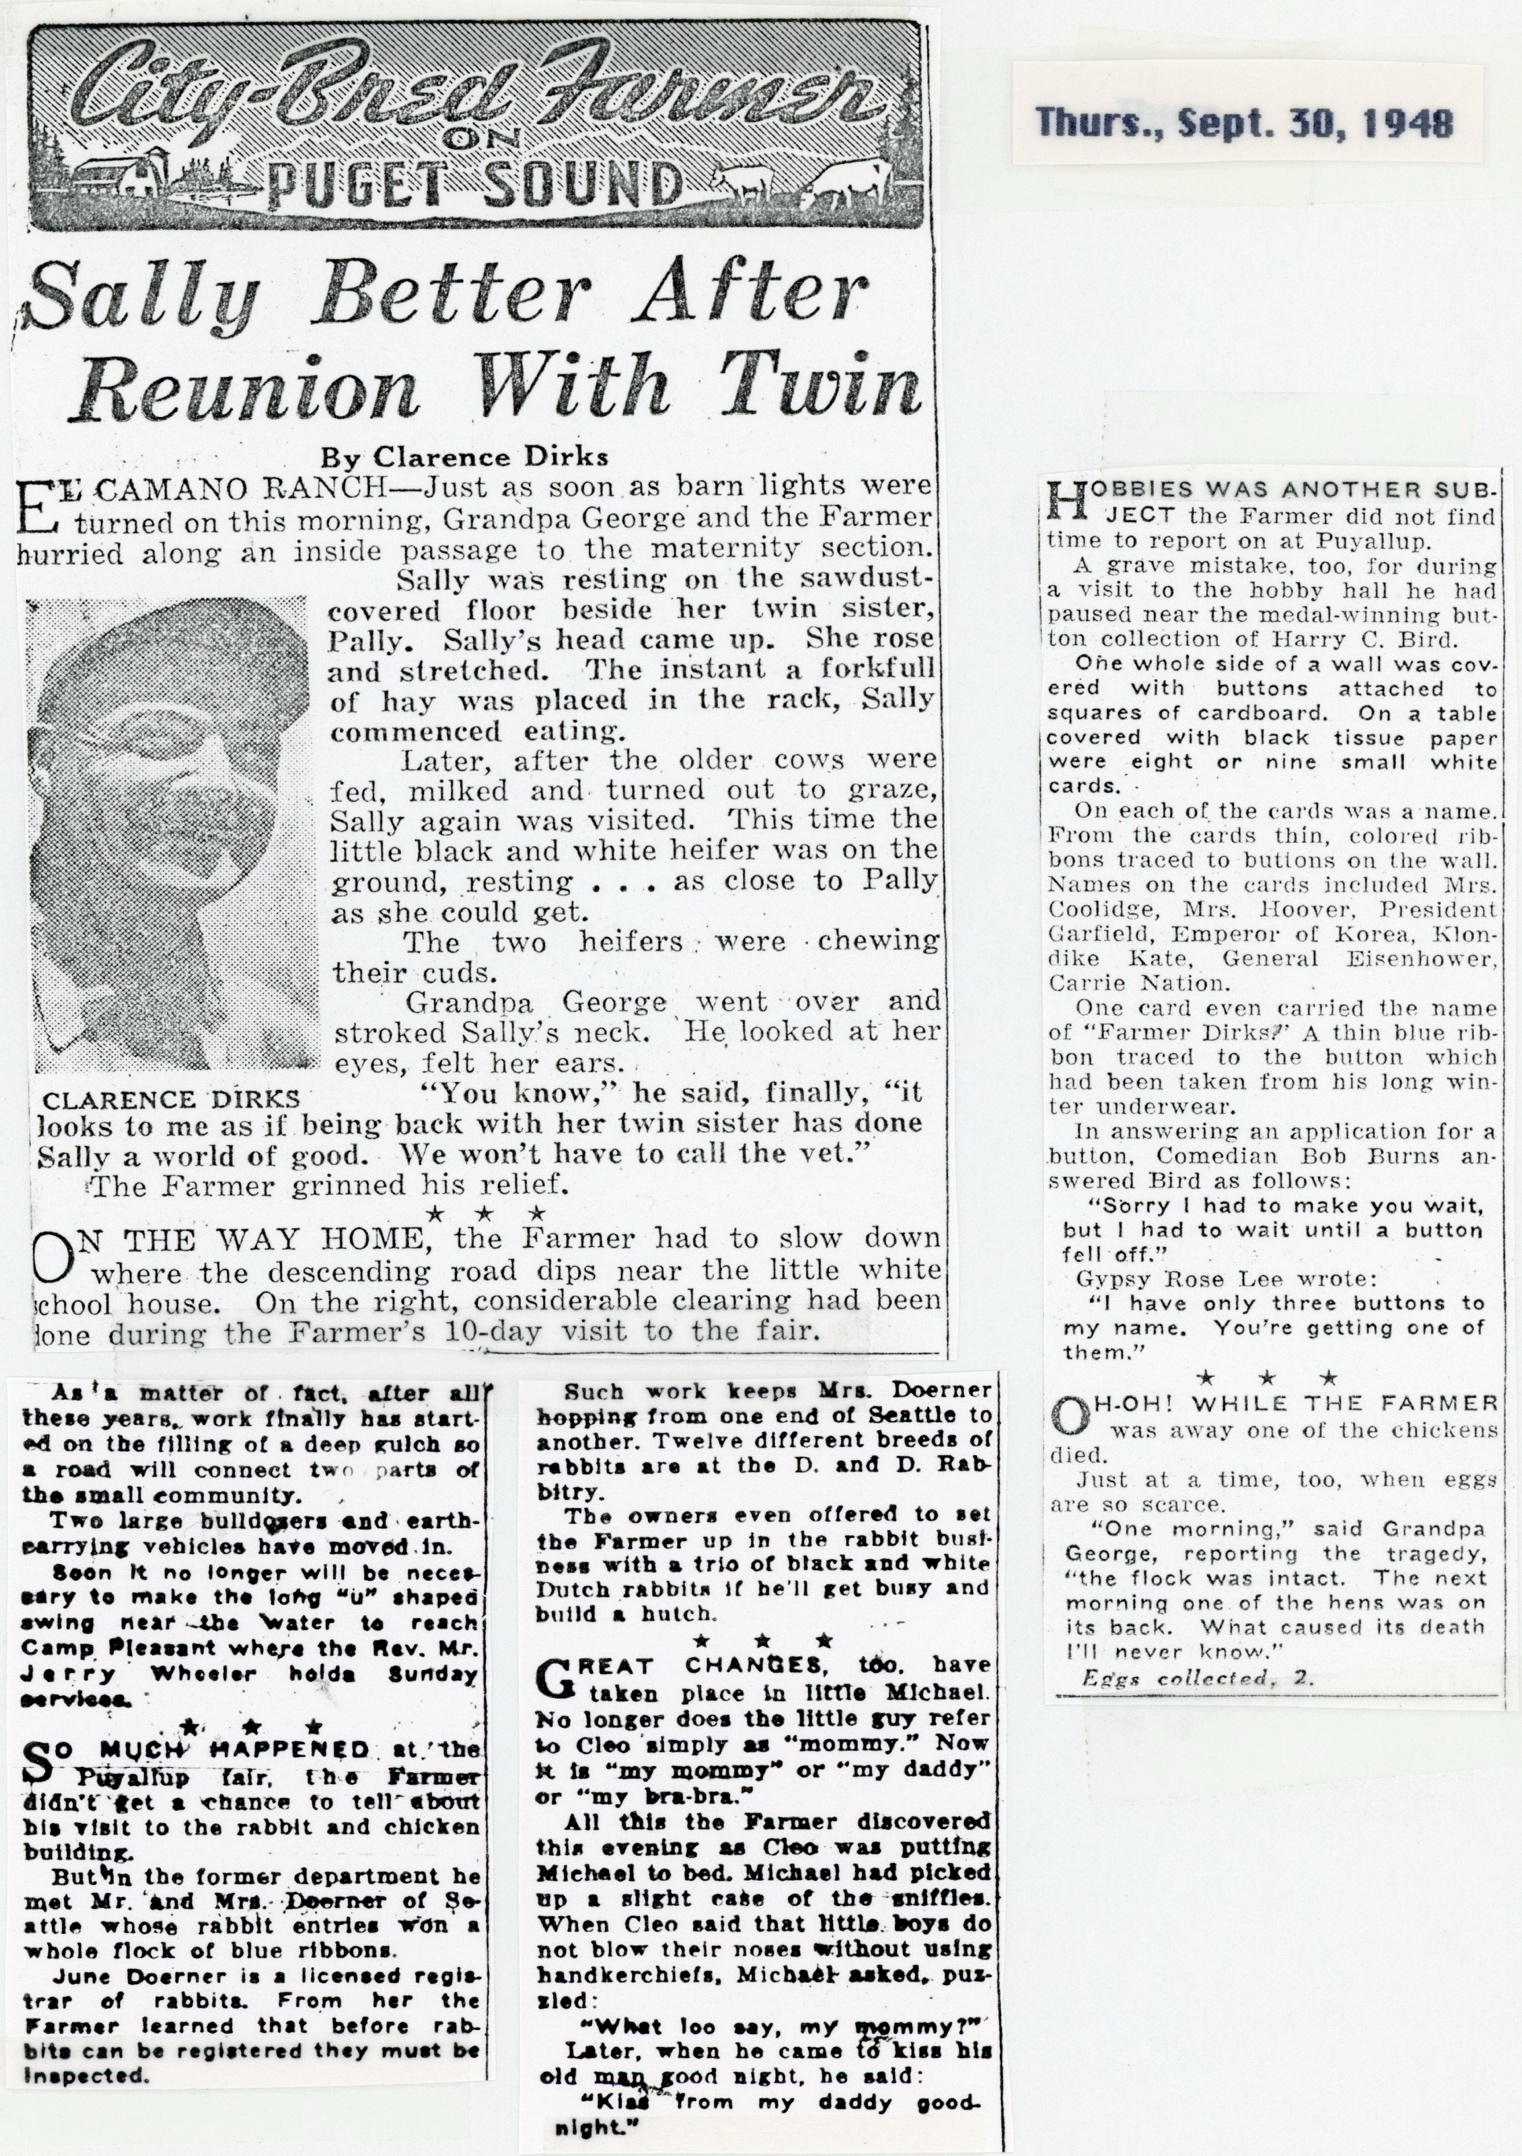 City-Bred Farmer
ON
PUGET SOUND
Thurs., Sept. 30, 1948
Sally Better After
Reunion With Twin
By Clarence Dirks
EL CAMANO RANCH—Just as soon as barn lights were
turned on this morning, Grandpa George and the Farmer
hurried along an inside passage to the maternity section.
Sally was resting on the sawdust-
covered floor beside her twin sister,
Pally. Sally's head came up. She rose
and stretched. The instant a forkfull
of hay was placed in the rack, Sally
commenced eating.
Later, after the older cows were
fed, milked and turned out to graze,
Sally again was visited. This time the
little black and white heifer was on the
ground, resting . . . as close to Pally
as she could get.
The two heifers were chewing
their cuds.
Grandpa George went over and
stroked Sally's neck. He looked at her
eyes, felt her ears.
CLARENCE DIRKS
"You know," he said, finally, "it
looks to me as if being back with her twin sister has done
Sally a world of good. We won't have to call the vet."
The Farmer grinned his relief.
★ ★ ★
ON THE WAY HOME, the Farmer had to slow down
where the descending road dips near the little white
school house. On the right, considerable clearing had been
done during the Farmer's 10-day visit to the fair.
As a matter of fact, after all
these years, work finally has start-
ed on the filling of a deep gulch so
a road will connect two parts of
the small community.
Two large bulldozers and earth-
carrying vehicles have moved in.
Soon it no longer will be neces-
sary to make the long "u" shaped
swing near the water to reach
Camp Pleasant where the Rev. Mr.
Jerry Wheeler holds Sunday
services.
★ ★ ★
SO MUCH HAPPENED at the
Puyallup fair, the Farmer
didn't get a chance to tell about
his visit to the rabbit and chicken
building.
But in the former department he
met Mr. and Mrs. Doerner of Se-
attle whose rabbit entries won a
whole flock of blue ribbons.
June Doerner is a licensed regis-
trar of rabbits. From her the
Farmer learned that before rab-
bits can be registered they must be
inspected.
Such work keeps Mrs. Doerner
hopping from one end of Seattle to
another. Twelve different breeds of
rabbits are at the D. and D. Rab-
bitry.
The owners even offered to set
the Farmer up in the rabbit busi-
ness with a trio of black and white
Dutch rabbits if he'll get busy and
build a hutch.
★ ★ ★
GREAT CHANGES, too, have
taken place in little Michael.
No longer does the little guy refer
to Cleo simply as "mommy." Now
it is "my mommy" or "my daddy"
or "my bra-bra."
All this the Farmer discovered
this evening as Cleo was putting
Michael to bed. Michael had picked
up a slight case of the sniffles.
When Cleo said that little boys do
not blow their noses without using
handkerchiefs, Michael asked, puz-
zled:
"What loo say, my mommy?"
Later, when he came to kiss his
old man good night, he said:
"Kiss from my daddy good-
night."
HOBBIES WAS ANOTHER SUB-
JECT the Farmer did not find
time to report on at Puyallup.
A grave mistake, too, for during
a visit to the hobby hall he had
paused near the medal-winning but-
ton collection of Harry C. Bird.
One whole side of a wall was cov-
ered with buttons attached to
squares of cardboard. On a table
covered with black tissue paper
were eight or nine small white
cards.
On each of the cards was a name.
From the cards thin, colored rib-
bons traced to buttons on the wall.
Names on the cards included Mrs.
Coolidge, Mrs. Hoover, President
Garfield, Emperor of Korea, Klon-
dike Kate, General Eisenhower,
Carrie Nation.
One card even carried the name
of "Farmer Dirks." A thin blue rib-
bon traced to the button which
had been taken from his long win-
ter underwear.
In answering an application for a
button, Comedian Bob Burns an-
swered Bird as follows:
"Sorry I had to make you wait,
but I had to wait until a button
fell off."
Gypsy Rose Lee wrote:
"I have only three buttons to
my name. You're getting one of
them."
★ ★ ★
OH-OH! WHILE THE FARMER
was away one of the chickens
died.
Just at a time, too, when eggs
are so scarce.
"One morning," said Grandpa
George, reporting the tragedy,
"the flock was intact. The next
morning one of the hens was on
its back. What caused its death
I'll never know."
Eggs collected, 2.